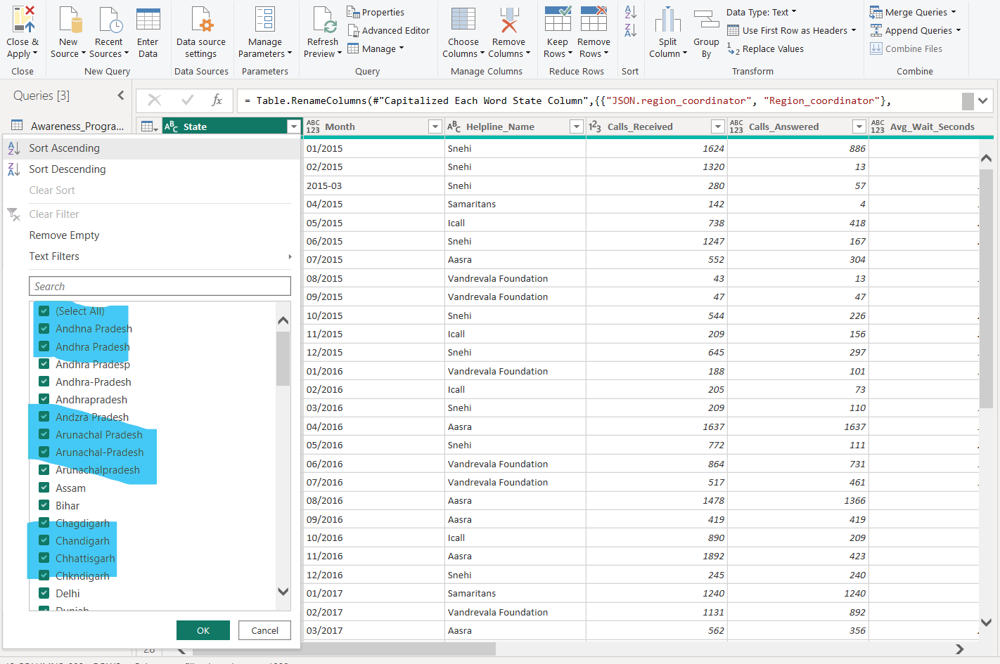 Close &
Apply
New
Source
Recent
Sources
Enter
Data
Data source
settings
Manage
Parameters
Refresh
Preview
Properties
Advanced Editor
Manage
Choose
Columns
Remove
Columns
Keep
Rows
Remove
Rows
Split
Column
Group
By
Data Type: Text
Use First Row as Headers
Replace Values
Merge Queries
Append Queries
Combine Files
Close
New Query
Data Sources
Parameters
Query
Manage Columns
Reduce Rows
Sort
Transform
Combine
Queries [3]
fx
= Table.RenameColumns(#"Capitalized Each Word State Column",{{"JSON.region_coordinator", "Region_coordinator"},
Awareness_Progra...
ABC State
ABC 123 Month
ABC Helpline_Name
123 Calls_Received
ABC 123 Calls_Answered
ABC 123 Avg_Wait_Seconds
Sort Ascending
Sort Descending
Clear Sort
Clear Filter
Remove Empty
Text Filters
Search
(Select All)
Andhna Pradesh
Andhra Pradesh
Andhra Pradesp
Andhra-Pradesh
Andhrapradesh
Andzra Pradesh
Arunachal Pradesh
Arunachal-Pradesh
Arunachalpradesh
Assam
Bihar
Chagdigarh
Chandigarh
Chhattisgarh
Chkndigarh
Delhi
OK
Cancel
01/2015 Snehi 1624 886
02/2015 Snehi 1320 13
2015-03 Snehi 280 57
04/2015 Samaritans 142 4
05/2015 Icall 738 418
06/2015 Snehi 1247 167
07/2015 Aasra 552 304
08/2015 Vandrevala Foundation 43 13
09/2015 Vandrevala Foundation 47 47
10/2015 Snehi 544 226
11/2015 Icall 209 156
12/2015 Snehi 645 297
01/2016 Vandrevala Foundation 188 101
02/2016 Icall 205 73
03/2016 Snehi 209 110
04/2016 Aasra 1637 1637
05/2016 Snehi 772 111
06/2016 Vandrevala Foundation 864 731
07/2016 Vandrevala Foundation 517 461
08/2016 Aasra 1478 1366
09/2016 Aasra 419 419
10/2016 Icall 890 209
11/2016 Aasra 1892 423
12/2016 Snehi 245 240
01/2017 Samaritans 1240 1240
02/2017 Vandrevala Foundation 1131 892
03/2017 Aasra 562 356
28